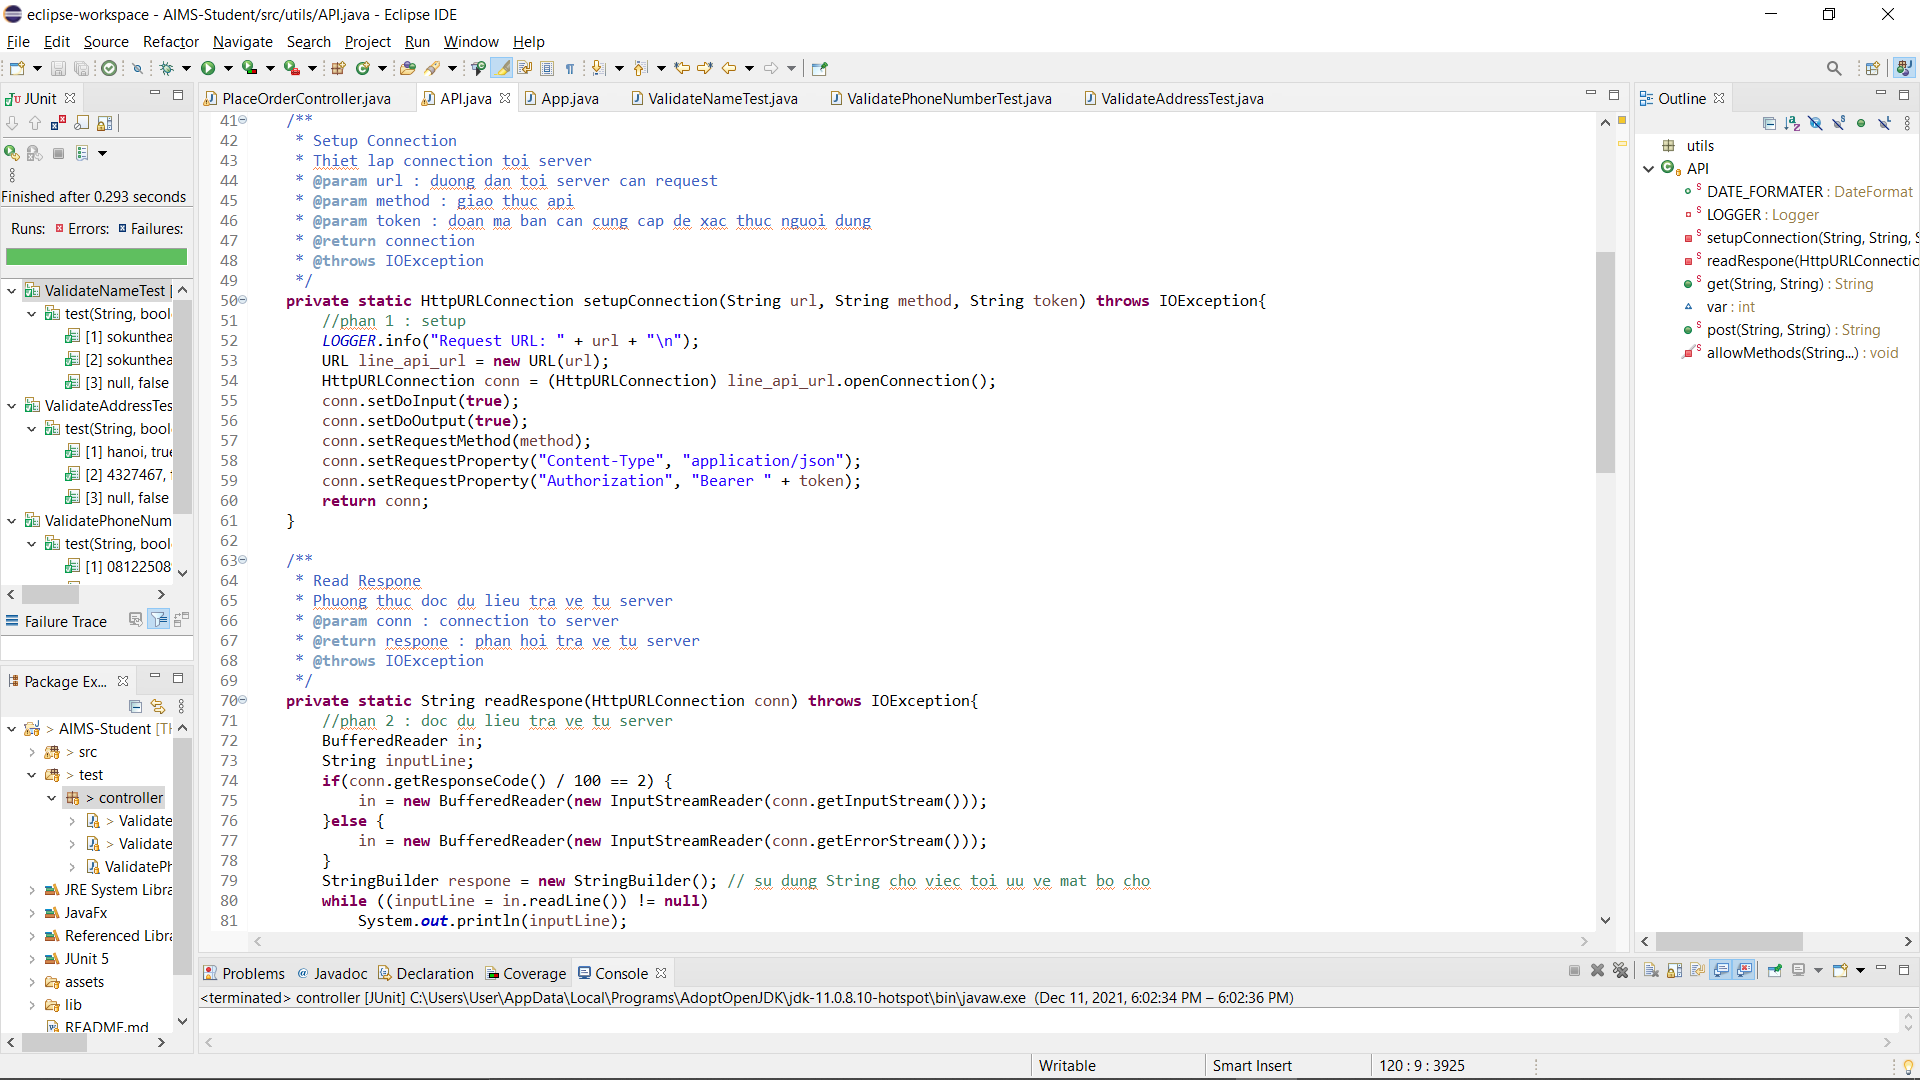 eclipse-workspace - AIMS-Student/src/utils/API.java - Eclipse IDE
File Edit Source Refactor Navigate Search Project Run Window Help
JUnit
Finished after 0.293 seconds
Runs: Errors: Failures:
ValidateNameTest [
test(String, bool
[1] sokunthea
[2] sokunthea
[3] null, false
ValidateAddressTes
test(String, bool
[1] hanoi, true
[2] 4327467,
[3] null, false
ValidatePhoneNum
test(String, bool
[1] 08122508
Failure Trace
Package Ex...
> AIMS-Student [TH
> src
> test
> controller
> Validate
> Validate
ValidatePh
JRE System Libra
JavaFx
Referenced Libra
JUnit 5
assets
lib
README.md
PlaceOrderController.java API.java App.java ValidateNameTest.java ValidatePhoneNumberTest.java ValidateAddressTest.java
41 /**
42 * Setup Connection
43 * Thiet lap connection toi server
44 * @param url : duong dan toi server can request
45 * @param method : giao thuc api
46 * @param token : doan ma ban can cung cap de xac thuc nguoi dung
47 * @return connection
48 * @throws IOException
49 */
50 private static HttpURLConnection setupConnection(String url, String method, String token) throws IOException{
51 //phan 1 : setup
52 LOGGER.info("Request URL: " + url + "\n");
53 URL line_api_url = new URL(url);
54 HttpURLConnection conn = (HttpURLConnection) line_api_url.openConnection();
55 conn.setDoInput(true);
56 conn.setDoOutput(true);
57 conn.setRequestMethod(method);
58 conn.setRequestProperty("Content-Type", "application/json");
59 conn.setRequestProperty("Authorization", "Bearer " + token);
60 return conn;
61 }
62
63 /**
64 * Read Respone
65 * Phuong thuc doc du lieu tra ve tu server
66 * @param conn : connection to server
67 * @return respone : phan hoi tra ve tu server
68 * @throws IOException
69 */
70 private static String readRespone(HttpURLConnection conn) throws IOException{
71 //phan 2 : doc du lieu tra ve tu server
72 BufferedReader in;
73 String inputLine;
74 if(conn.getResponseCode() / 100 == 2) {
75 in = new BufferedReader(new InputStreamReader(conn.getInputStream()));
76 }else {
77 in = new BufferedReader(new InputStreamReader(conn.getErrorStream()));
78 }
79 StringBuilder respone = new StringBuilder(); // su dung String cho viec toi uu ve mat bo cho
80 while ((inputLine = in.readLine()) != null)
81 System.out.println(inputLine);
Outline
utils
API
DATE_FORMATER : DateFormat
LOGGER : Logger
setupConnection(String, String, S
readRespone(HttpURLConnectio
get(String, String) : String
var : int
post(String, String) : String
allowMethods(String...) : void
Problems Javadoc Declaration Coverage Console
<terminated> controller [JUnit] C:\Users\User\AppData\Local\Programs\AdoptOpenJDK\jdk-11.0.8.10-hotspot\bin\javaw.exe (Dec 11, 2021, 6:02:34 PM – 6:02:36 PM)
Writable Smart Insert 120 : 9 : 3925